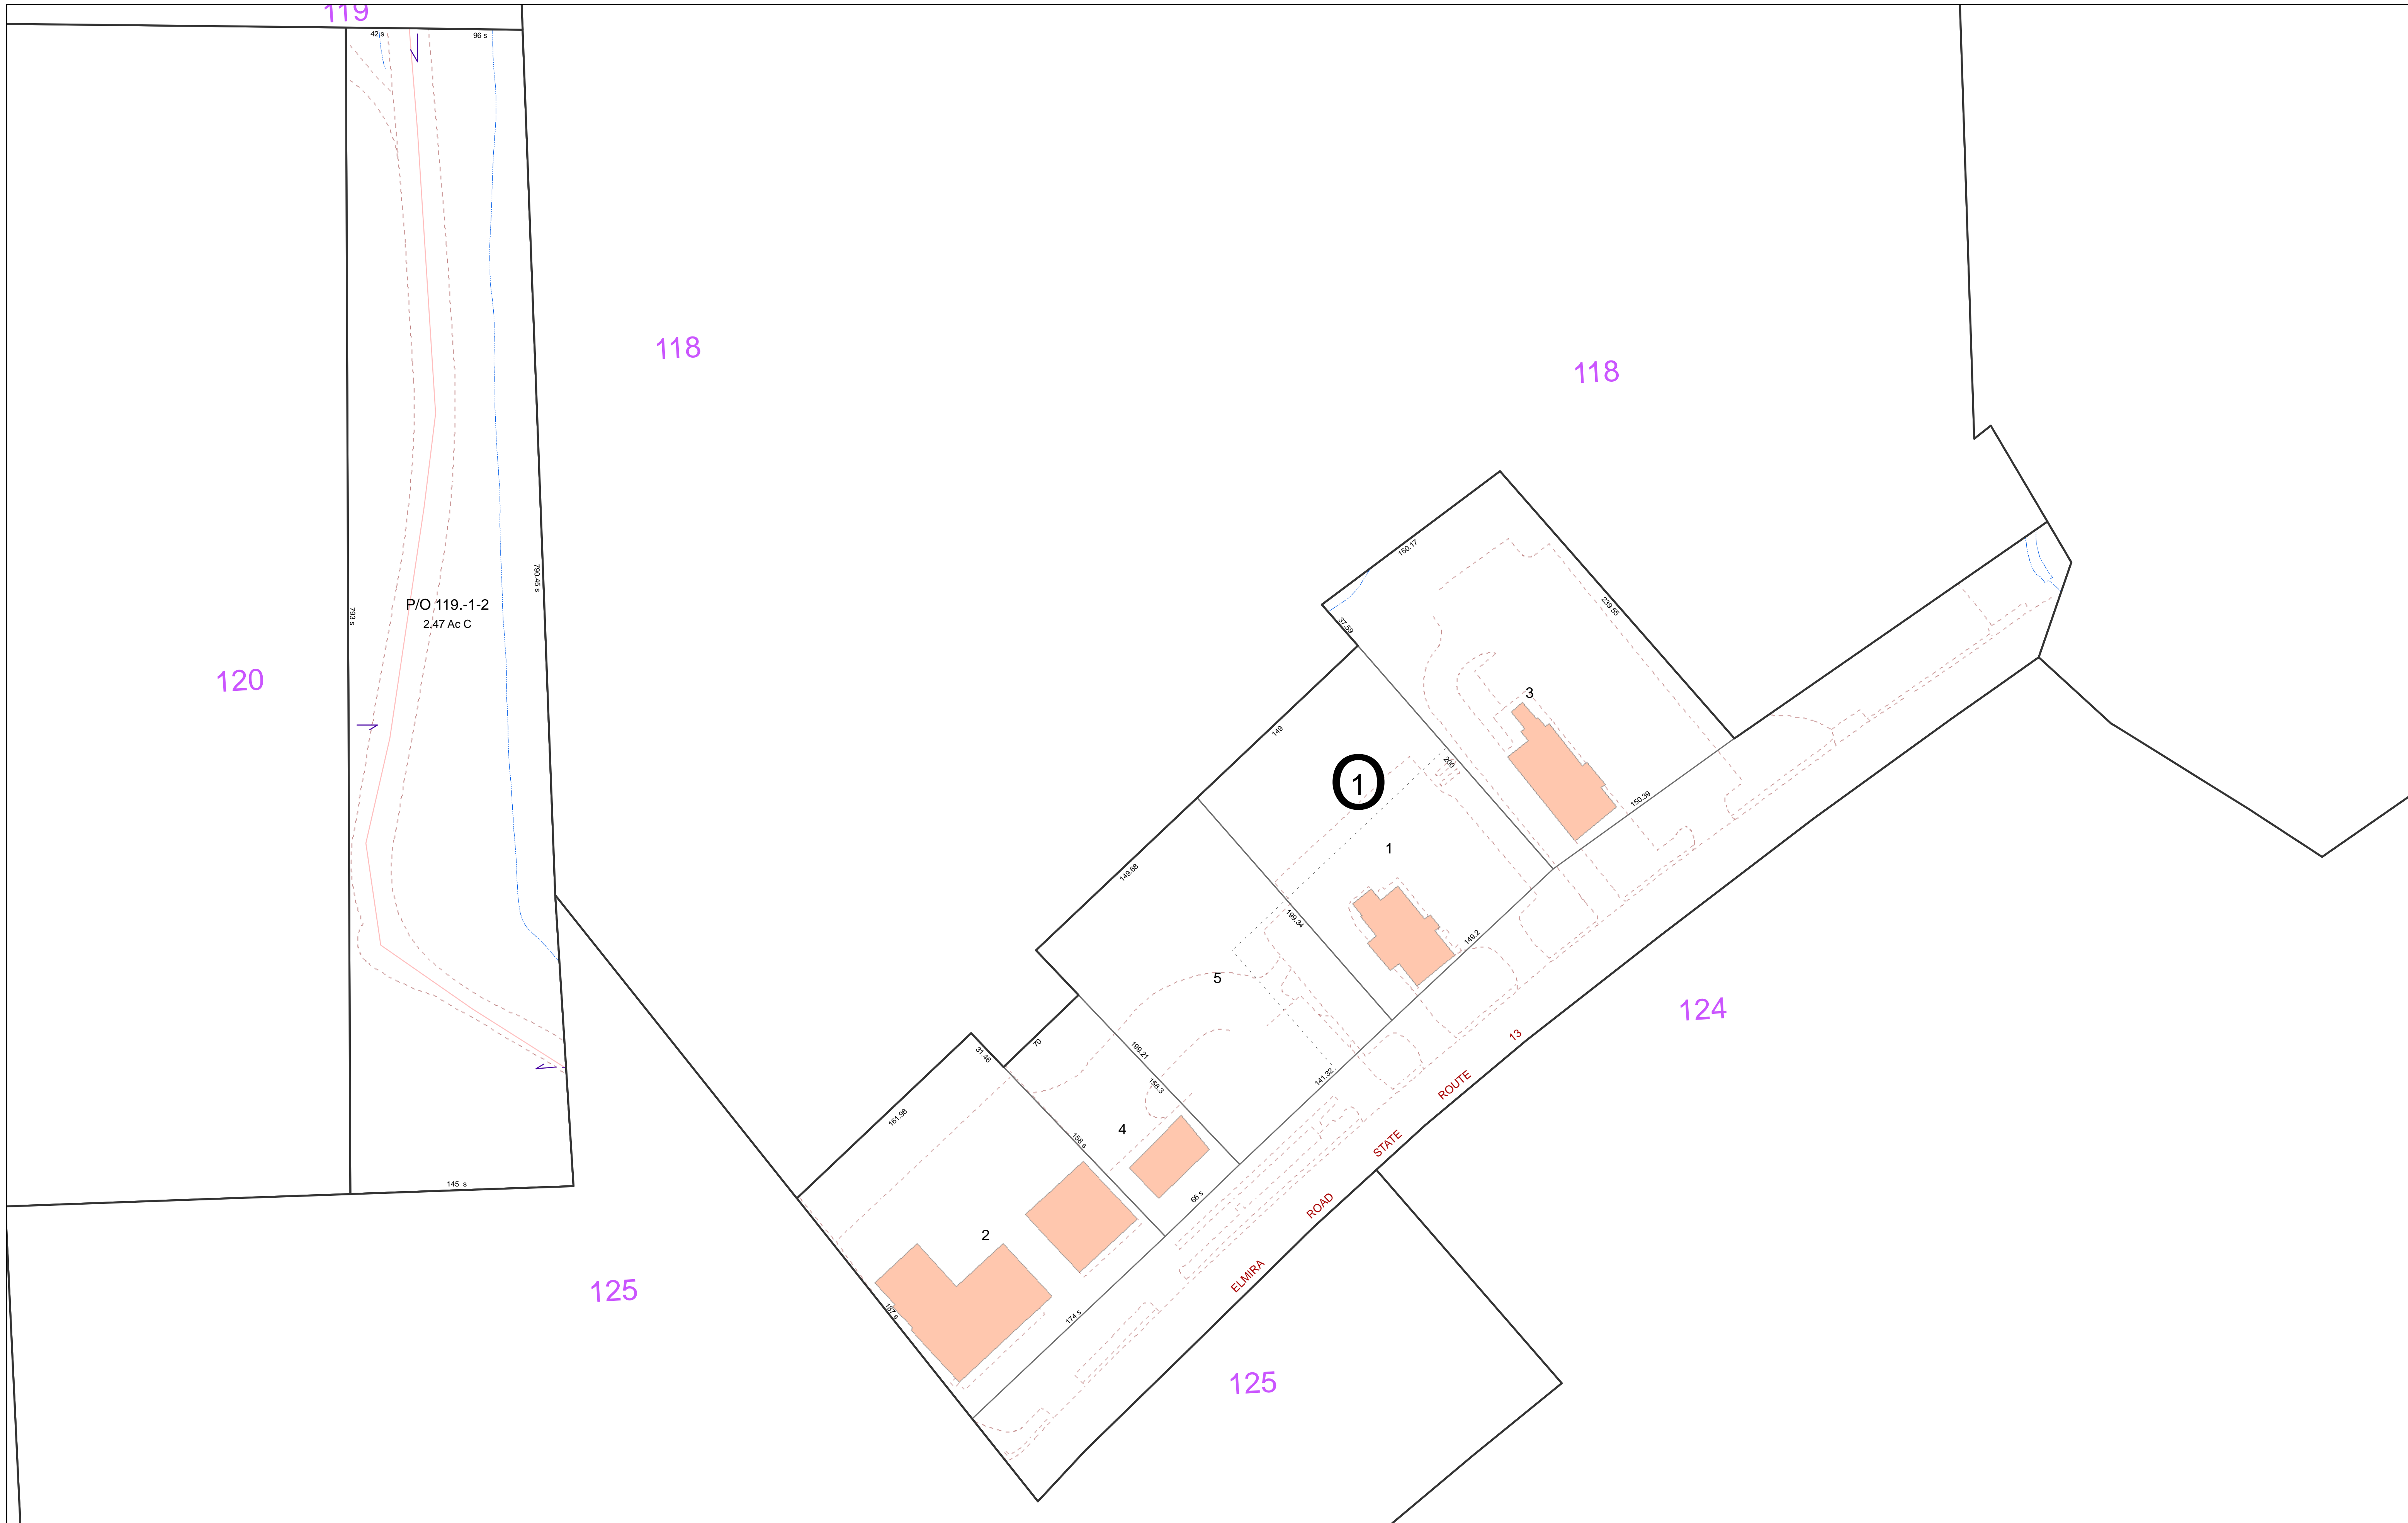 119
42 s
96 s
118
118
150.17
790.45 s
P/O 119.-1-2
2.47 Ac C
793 s
239.55
37.59
120
3
149
200
1
150.39
1
149.68
199.34
149.2
5
124
13
70
199.21
31.46
141.32
158.3
ROUTE
161.98
4
158 s
STATE
145 s
66 s
ROAD
2
ELMIRA
125
187 s
174 s
125